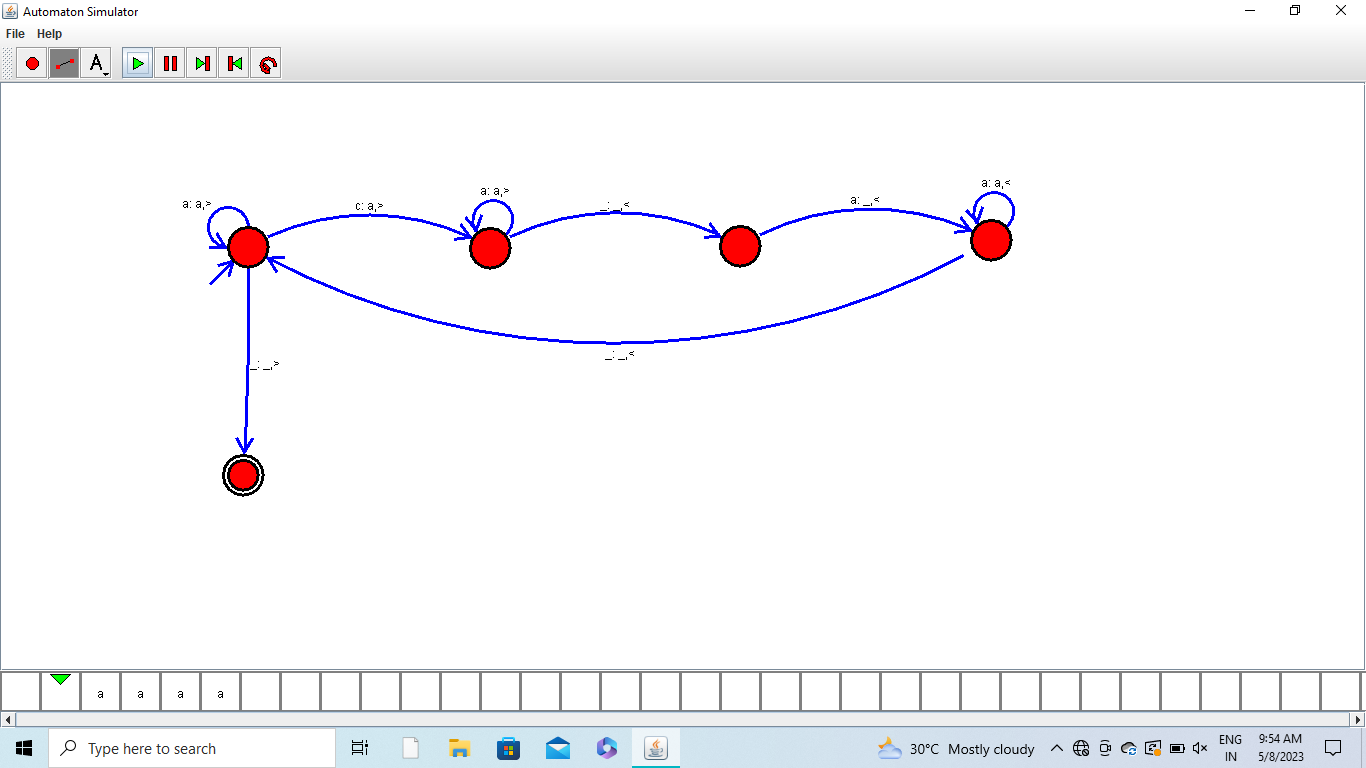 Automaton Simulator
File Help
A
a: a,>
c: a,>
a: a,>
_: _,<
a: _,<
a: a,<
_: _,<
_: _,>
a a a a
Type here to search
30°C Mostly cloudy
ENG
IN
9:54 AM
5/8/2023